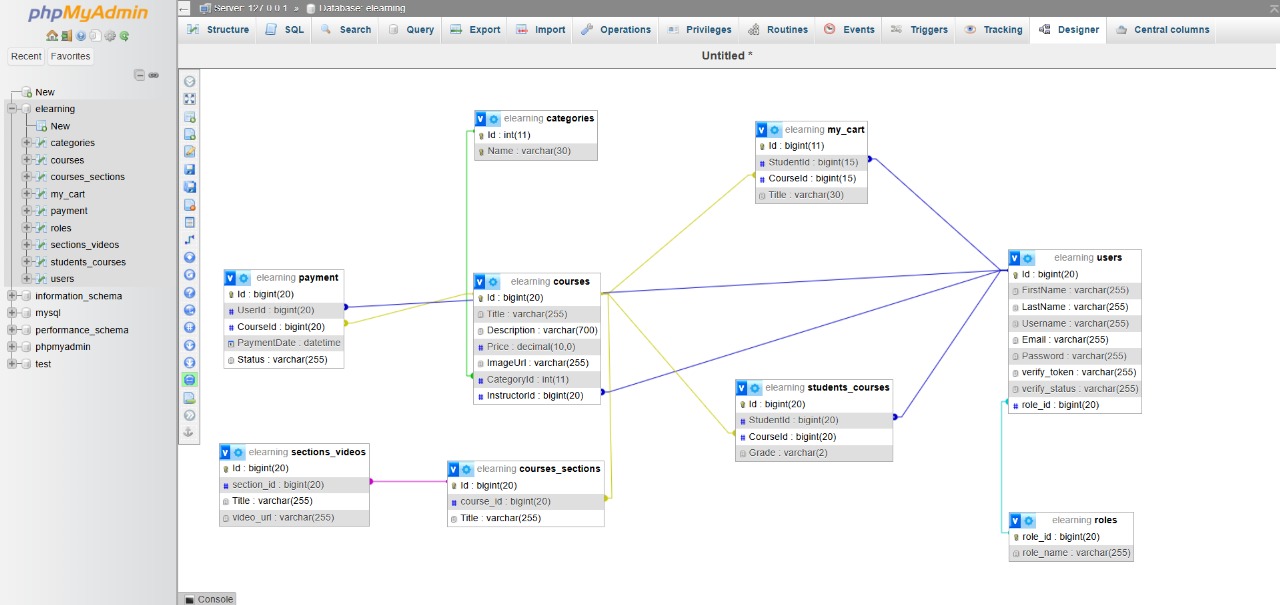 phpMyAdmin
Recent Favorites
New
elearning
New
categories
courses
courses_sections
my_cart
payment
roles
sections_videos
students_courses
users
information_schema
mysql
performance_schema
phpmyadmin
test
Server: 127.0.0.1 » Database: elearning
Structure SQL Search Query Export Import Operations Privileges Routines Events Triggers Tracking Designer Central columns
Untitled *
elearning categories
Id : int(11)
Name : varchar(30)
elearning my_cart
Id : bigint(11)
StudentId : bigint(15)
CourseId : bigint(15)
Title : varchar(30)
elearning payment
Id : bigint(20)
UserId : bigint(20)
CourseId : bigint(20)
PaymentDate : datetime
Status : varchar(255)
elearning courses
Id : bigint(20)
Title : varchar(255)
Description : varchar(700)
Price : decimal(10,0)
ImageUrl : varchar(255)
CategoryId : int(11)
InstructorId : bigint(20)
elearning users
Id : bigint(20)
FirstName : varchar(255)
LastName : varchar(255)
Username : varchar(255)
Email : varchar(255)
Password : varchar(255)
verify_token : varchar(255)
verify_status : varchar(255)
role_id : bigint(20)
elearning students_courses
Id : bigint(20)
StudentId : bigint(20)
CourseId : bigint(20)
Grade : varchar(2)
elearning sections_videos
Id : bigint(20)
section_id : bigint(20)
Title : varchar(255)
video_url : varchar(255)
elearning courses_sections
Id : bigint(20)
course_id : bigint(20)
Title : varchar(255)
elearning roles
role_id : bigint(20)
role_name : varchar(255)
Console